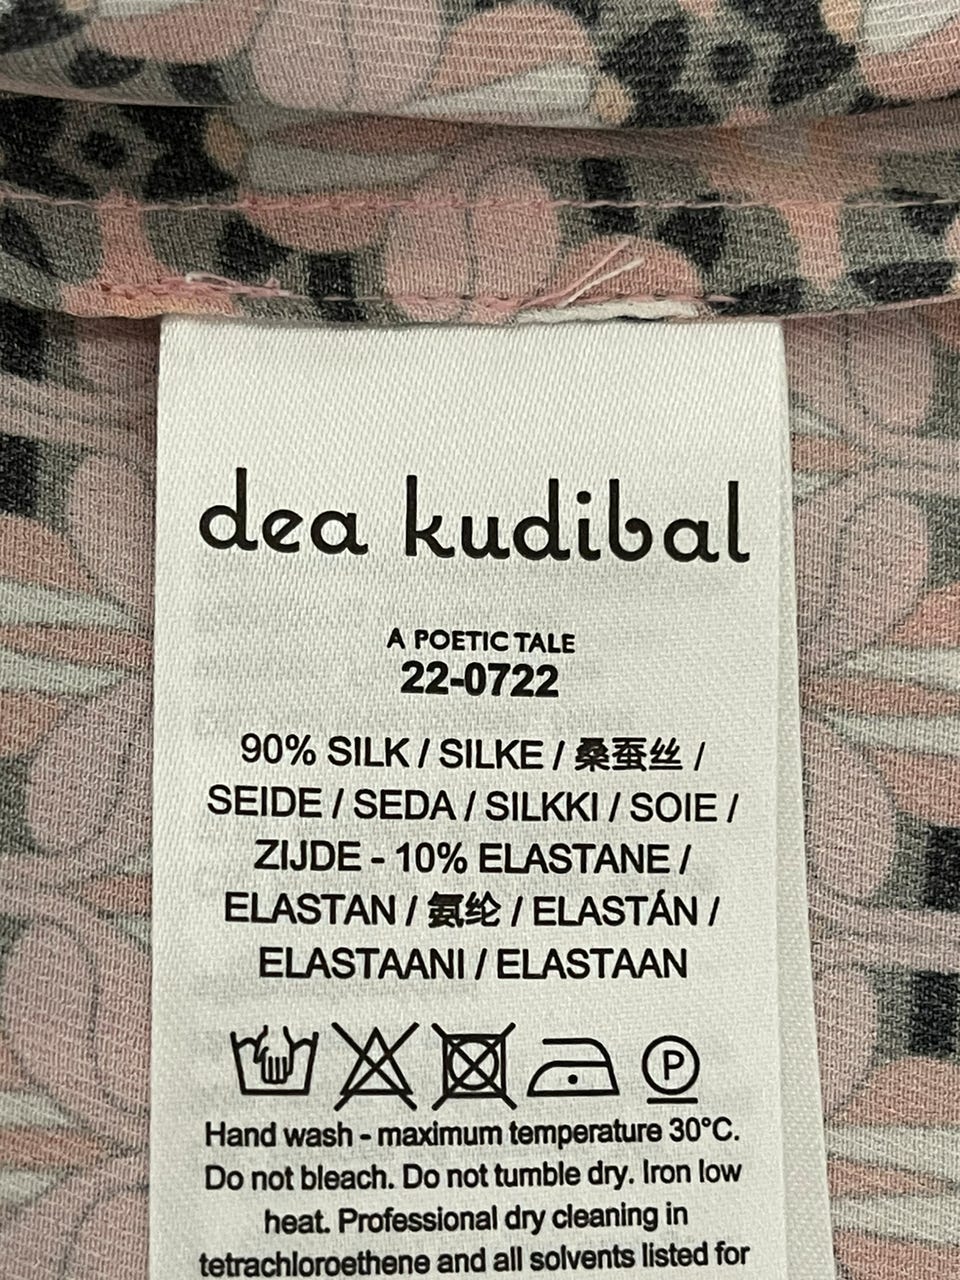 dea kudibal
A POETIC TALE
22-0722
90% SILK / SILKE / 桑蚕丝 /
SEIDE / SEDA / SILKKI / SOIE /
ZIJDE - 10% ELASTANE /
ELASTAN / 氨纶 / ELASTÁN /
ELASTAANI / ELASTAAN
P
Hand wash - maximum temperature 30°C.
Do not bleach. Do not tumble dry. Iron low
heat. Professional dry cleaning in
tetrachloroethene and all solvents listed for